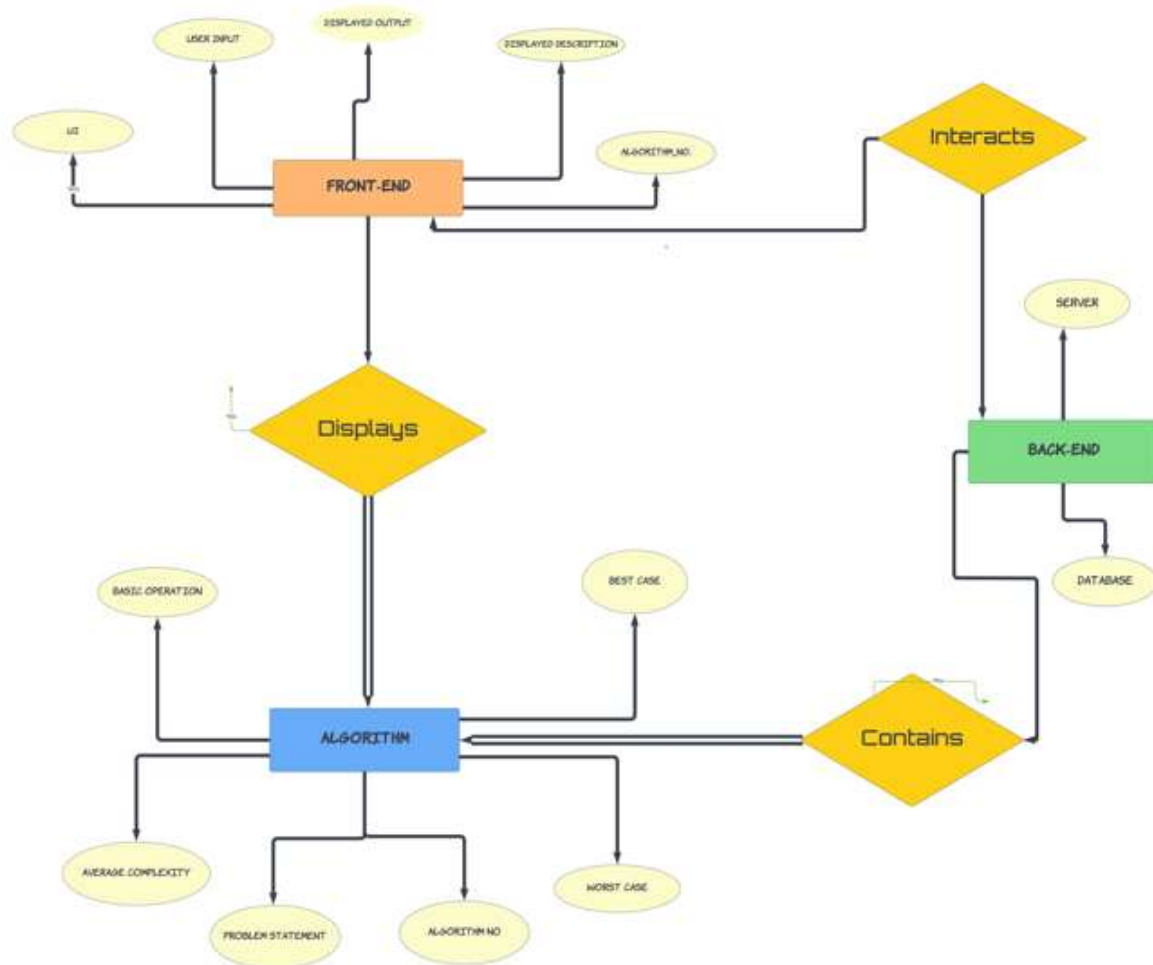 DISPLAYED OUTPUT
USER INPUT
DISPLAYED DESCRIPTION
UI
ALGORITHM_NO.
Interacts
FRONT-END
SERVER
Displays
BACK-END
BEST CASE
DATABASE
BASIC OPERATION
ALGORITHM
Contains
AVERAGE COMPLEXITY
WORST CASE
PROBLEM STATEMENT
ALGORITHM NO